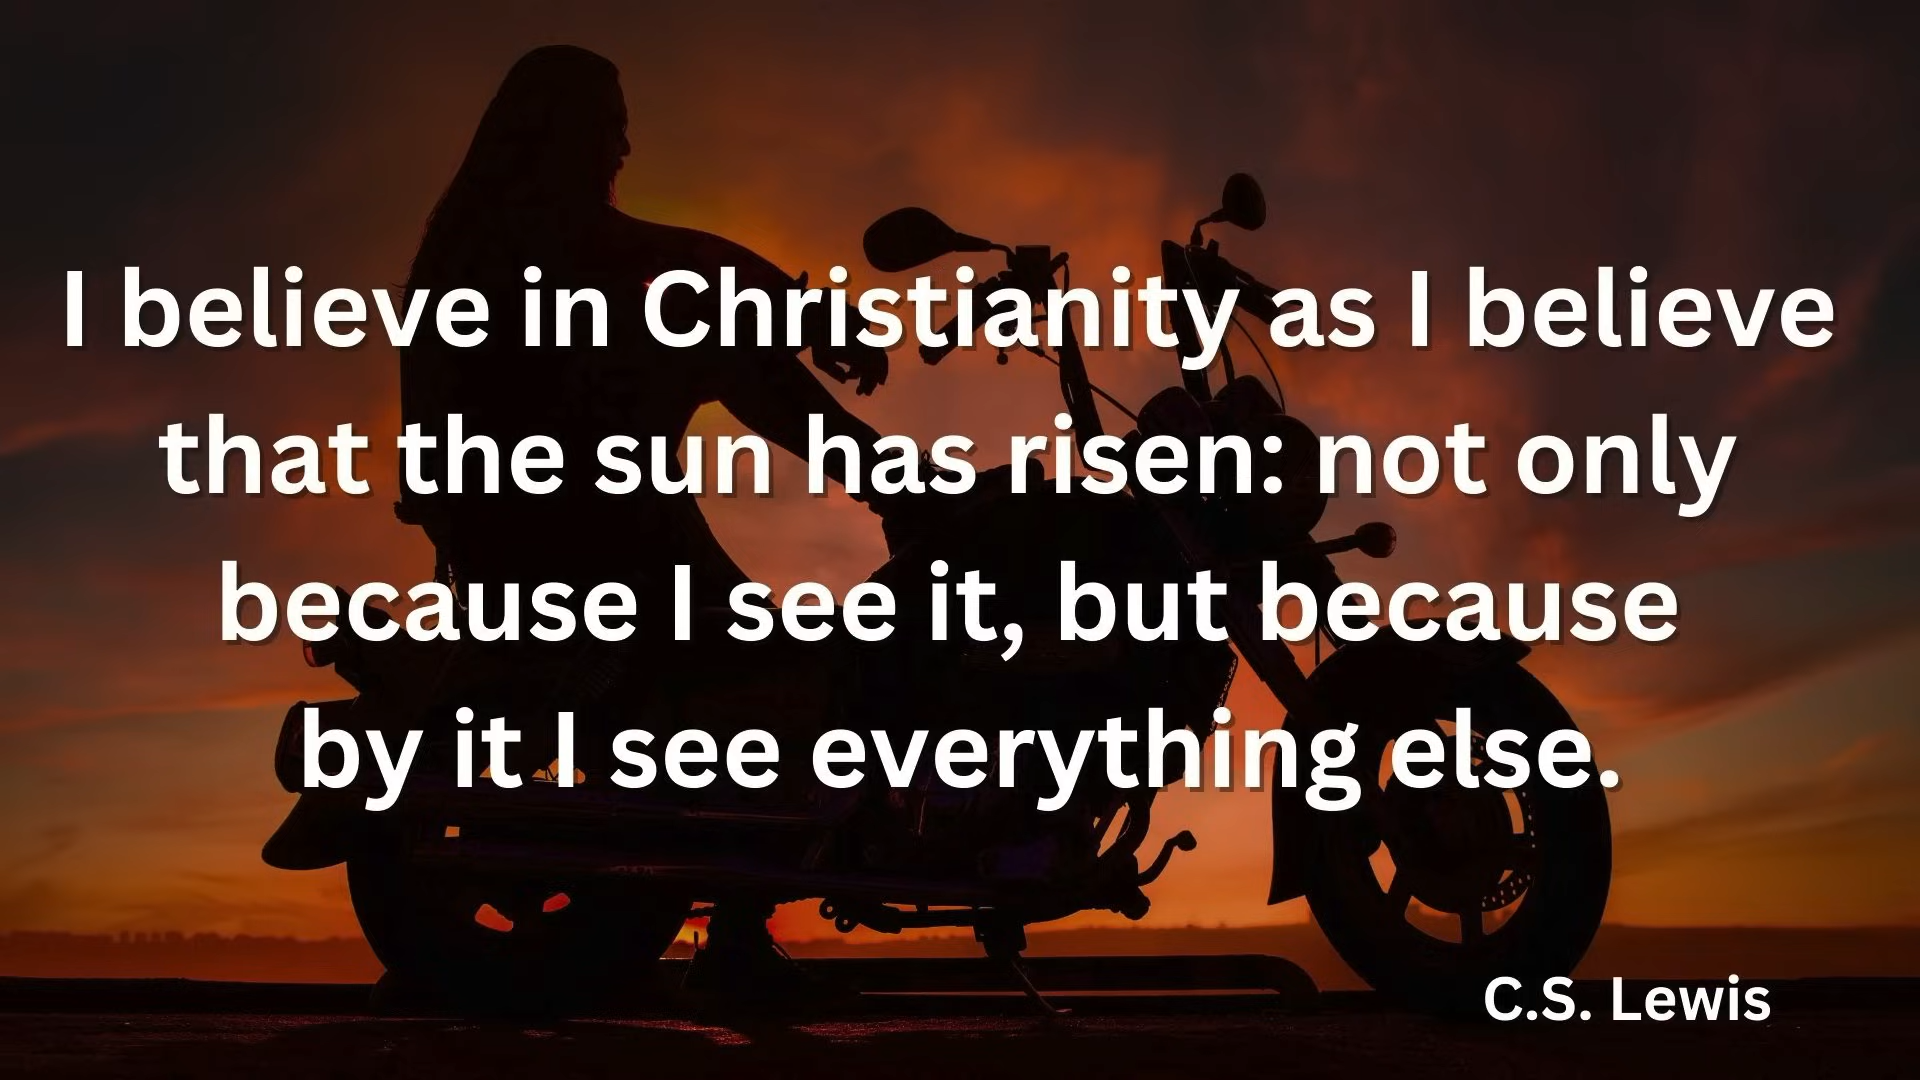 I believe in Christianity as I believe
that the sun has risen: not only
because I see it, but because
by it I see everything else.
C.S. Lewis